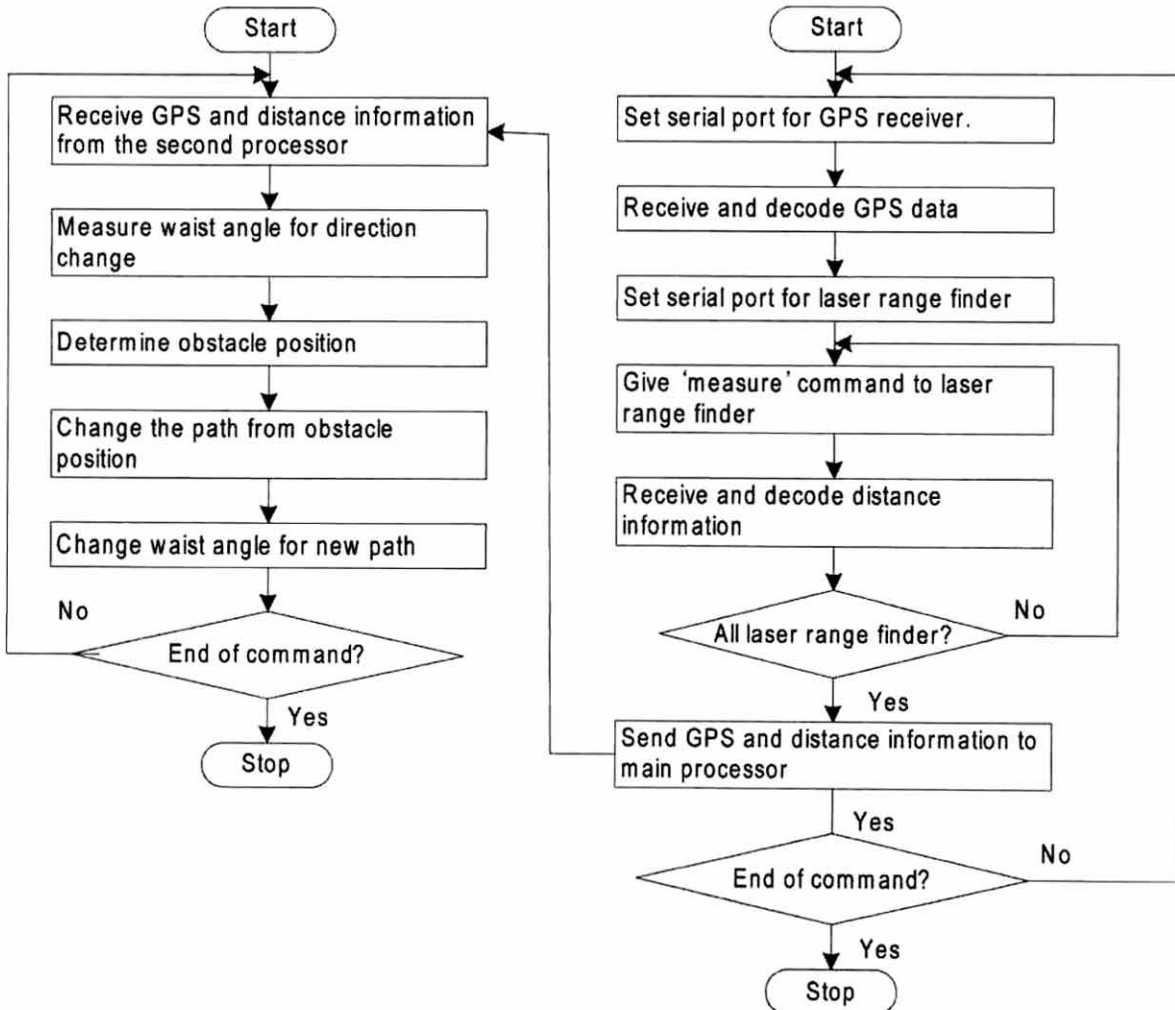 Start
Receive GPS and distance information
from the second processor
Measure waist angle for direction
change
Determine obstacle position
Change the path from obstacle
position
Change waist angle for new path
No
End of command?
Yes
Stop
Start
Set serial port for GPS receiver.
Receive and decode GPS data
Set serial port for laser range finder
Give ‘measure’ command to laser
range finder
Receive and decode distance
information
No
All laser range finder?
Yes
Send GPS and distance information to
main processor
Yes
No
End of command?
Yes
Stop